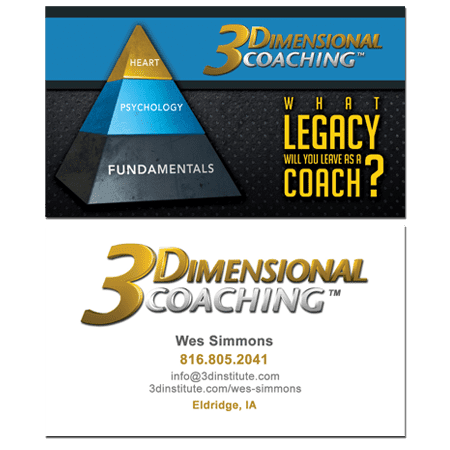 HEART
PSYCHOLOGY
FUNDAMENTALS
3DIMENSIONAL
COACHING™
WHAT
LEGACY
WILL YOU LEAVE AS A
COACH?
3DIMENSIONAL
COACHING™
Wes Simmons
816.805.2041
info@3dinstitute.com
3dinstitute.com/wes-simmons
Eldridge, IA